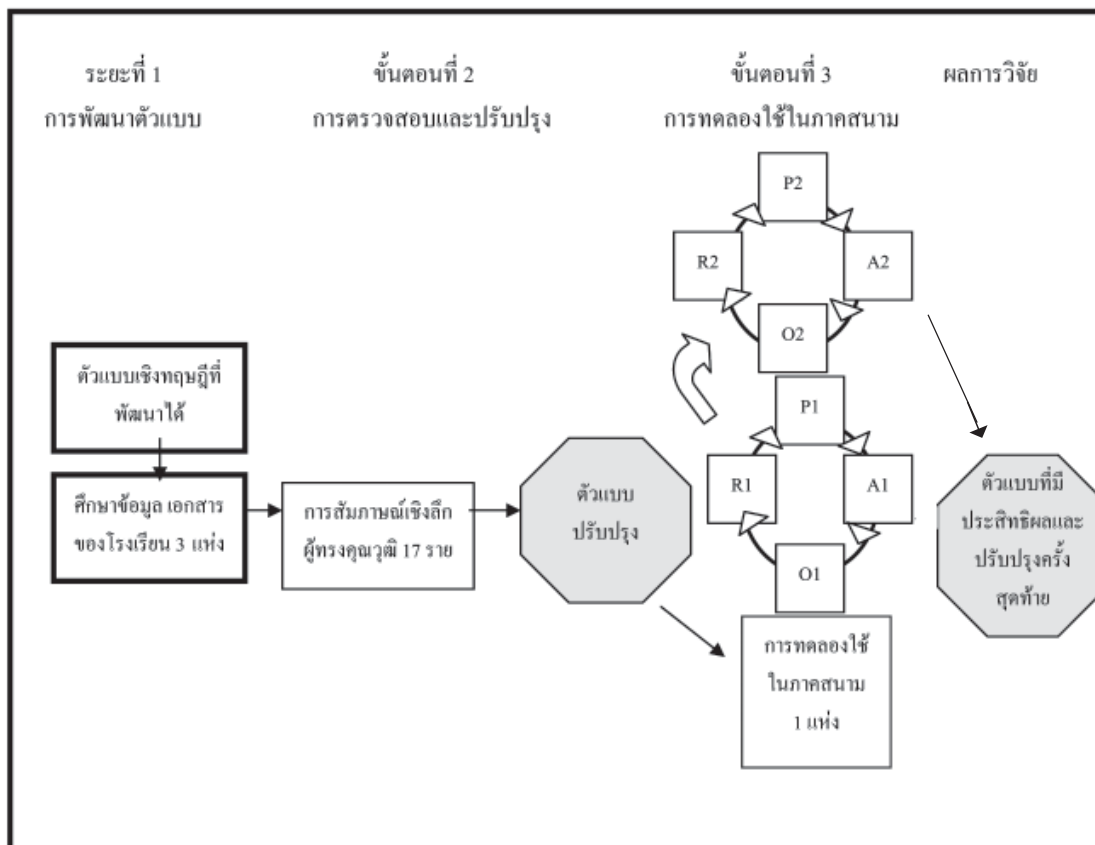 ระยะที่ 1
การพัฒนาตัวแบบ
ขั้นตอนที่ 2
การตรวจสอบและปรับปรุง
ขั้นตอนที่ 3
การทดลองใช้ในภาคสนาม
ผลการวิจัย
P2
R2
A2
O2
ตัวแบบเชิงทฤษฎีที่
พัฒนาได้
ศึกษาข้อมูล เอกสาร
ของโรงเรียน 3 แห่ง
การสัมภาษณ์เชิงลึก
ผู้ทรงคุณวุฒิ 17 ราย
ตัวแบบ
ปรับปรุง
P1
R1
A1
O1
การทดลองใช้
ในภาคสนาม
1 แห่ง
ตัวแบบที่มี
ประสิทธิผลและ
ปรับปรุงครั้ง
สุดท้าย